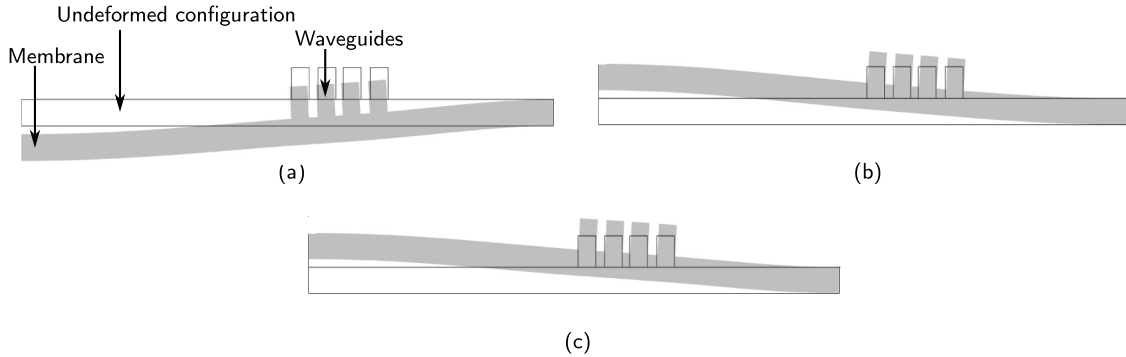 Undeformed configuration
Waveguides
Membrane
(a)
(b)
(c)